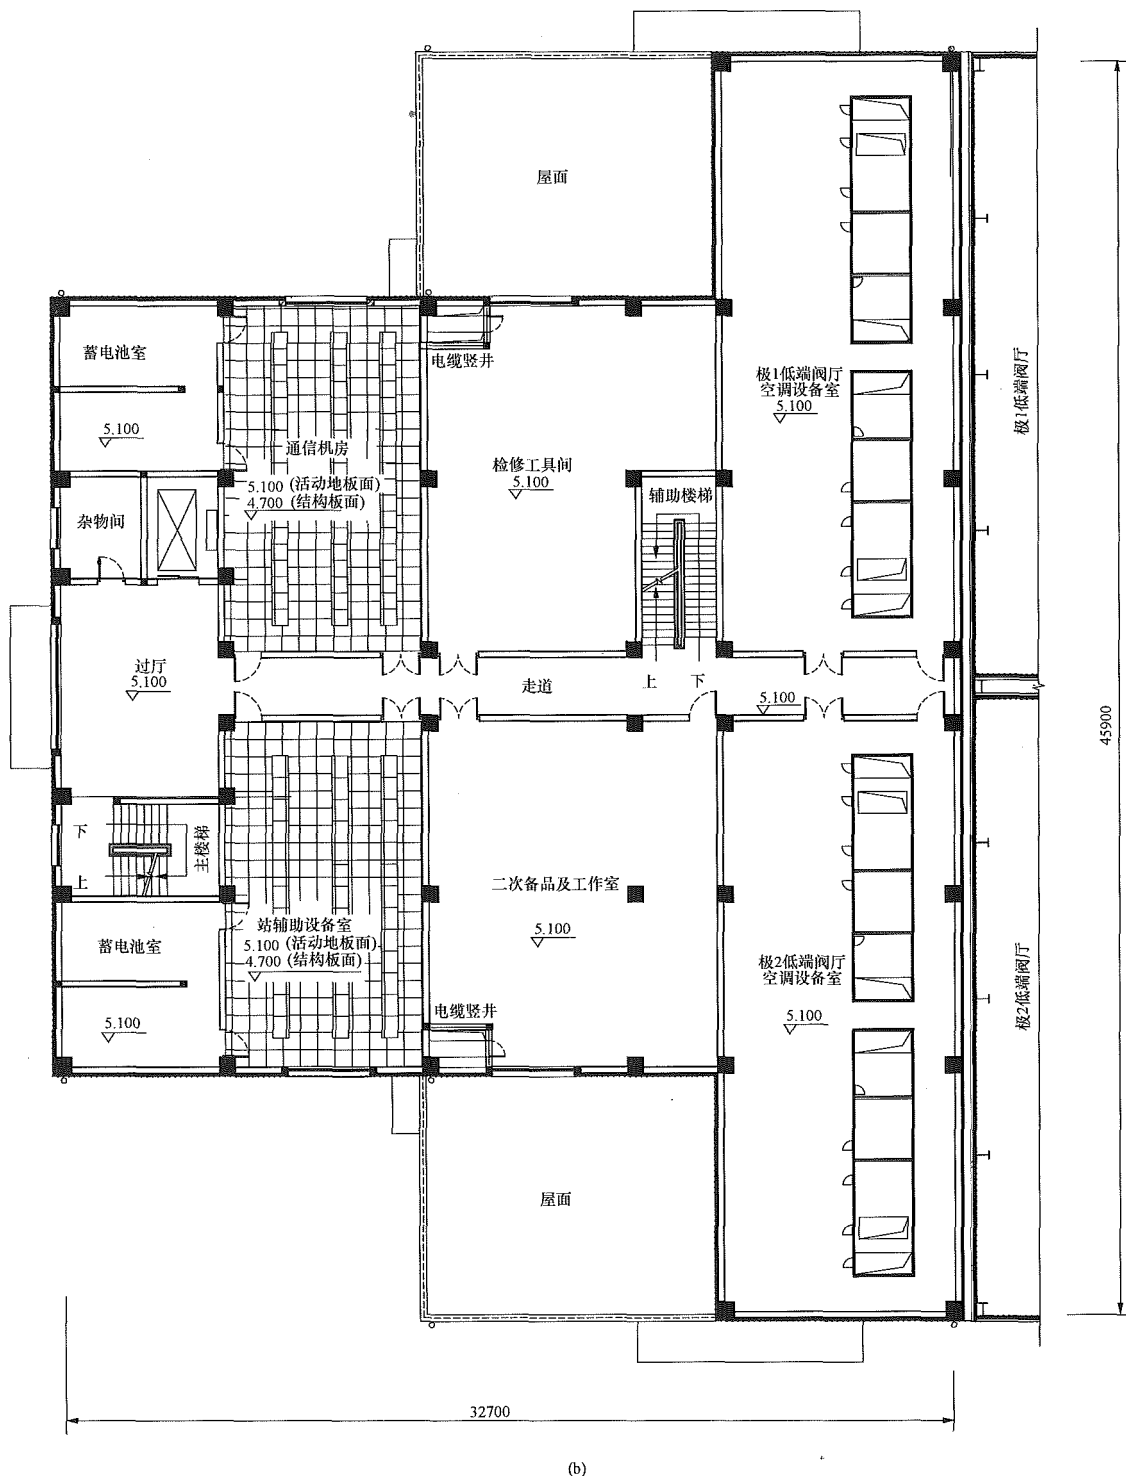 屋面
蓄电池室
5.100
电缆竖井
极1低端阀厅
空调设备室
5.100
极1低端阀厅
通信机房
5.100 (活动地板面)
4.700 (结构板面)
检修工具间
5.100
辅助楼梯
杂物间
过厅
5.100
走道
上
下
5.100
45900
下
上
主楼梯
二次备品及工作室
5.100
站辅助设备室
5.100 (活动地板面)
4.700 (结构板面)
蓄电池室
5.100
电缆竖井
极2低端阀厅
空调设备室
5.100
极2低端阀厅
屋面
32700
(b)